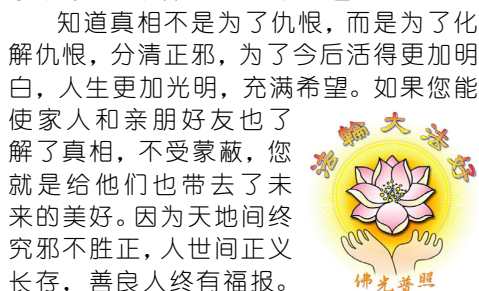 知道真相不是为了仇恨，而是为了化
解仇恨，分清正邪，为了今后活得更加明
白，人生更加光明，充满希望。如果您能
使家人和亲朋好友也了
解了真相，不受蒙蔽，您
就是给他们也带去了未
来的美好。因为天地间终
究邪不胜正，人世间正义
长存，善良人终有福报。
法輪大法好
佛光普照